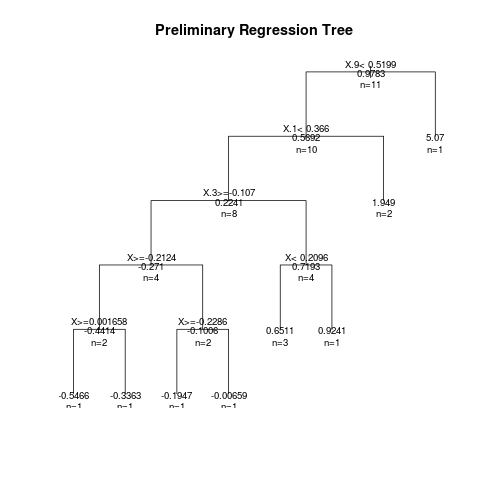 Preliminary Regression Tree
X.9< 0.5199
0.9783
n=11
X.1< 0.366
0.5692
n=10
5.07
n=1
X.3>=-0.107
0.2241
n=8
1.949
n=2
X>=-0.2124
-0.271
n=4
X< 0.2096
0.7193
n=4
X>=0.001658
-0.4414
n=2
X>=-0.2286
-0.1006
n=2
0.6511
n=3
0.9241
n=1
-0.5466
n=1
-0.3363
n=1
-0.1947
n=1
-0.00659
n=1